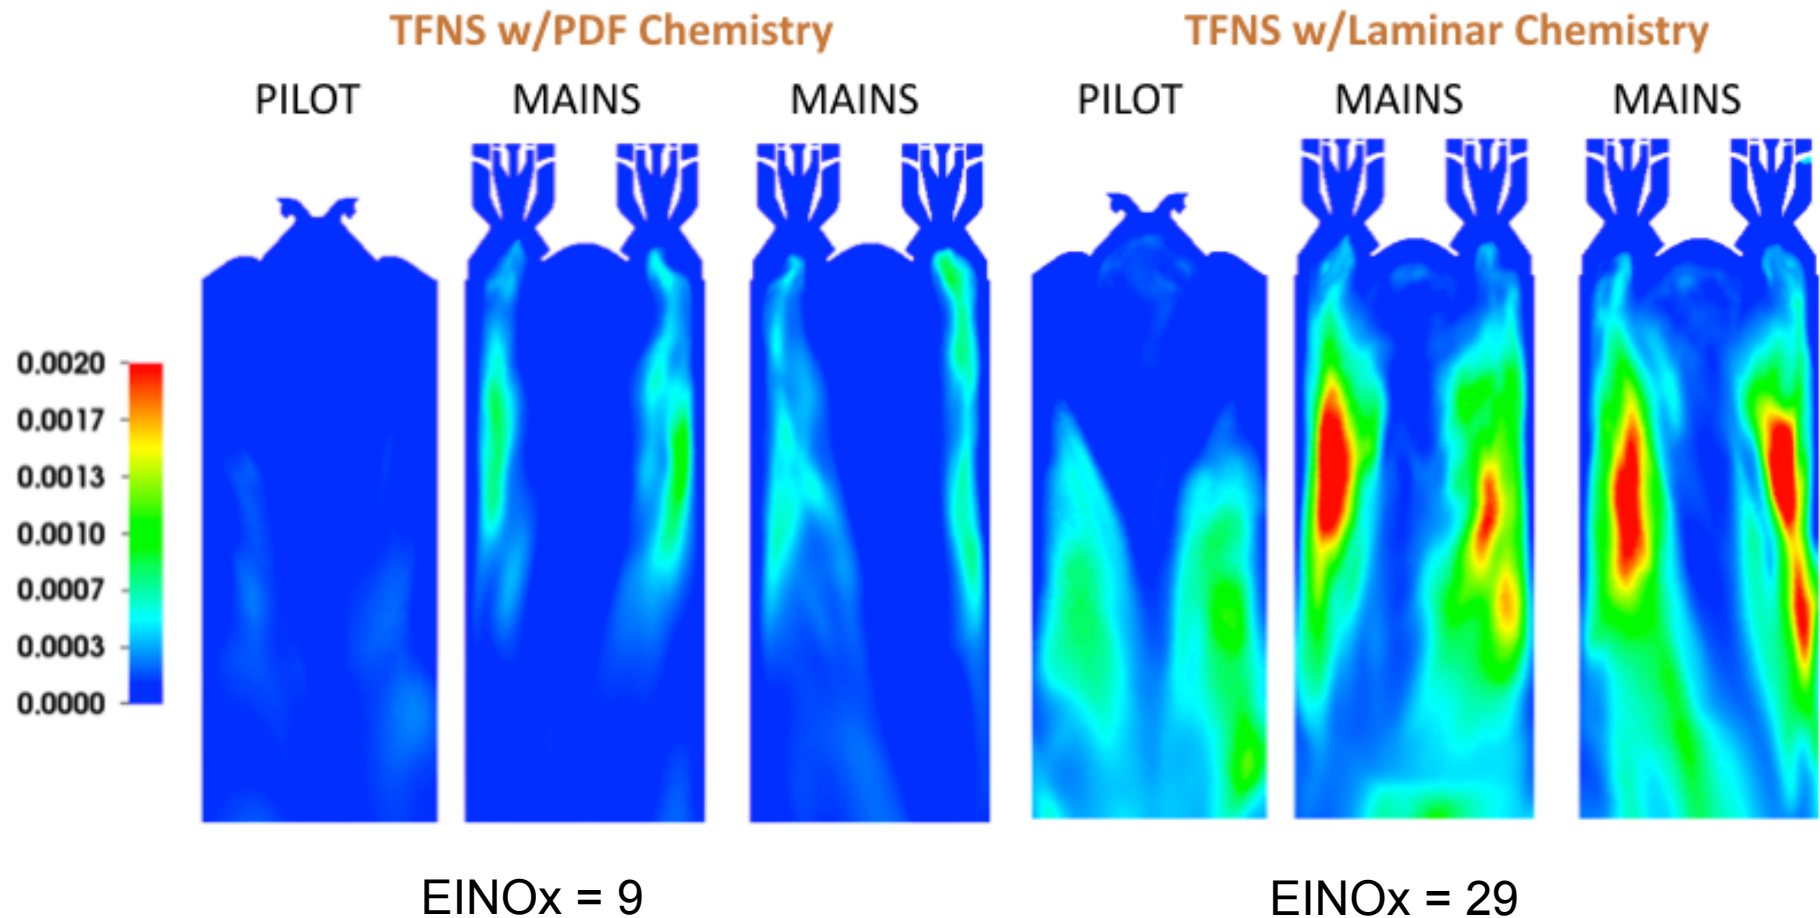 TFNS w/PDF Chemistry
TFNS w/Laminar Chemistry
PILOT MAINS MAINS PILOT MAINS MAINS
0.0020
0.0017
0.0013
0.0010
0.0007
0.0003
0.0000
EINOx = 9
EINOx = 29